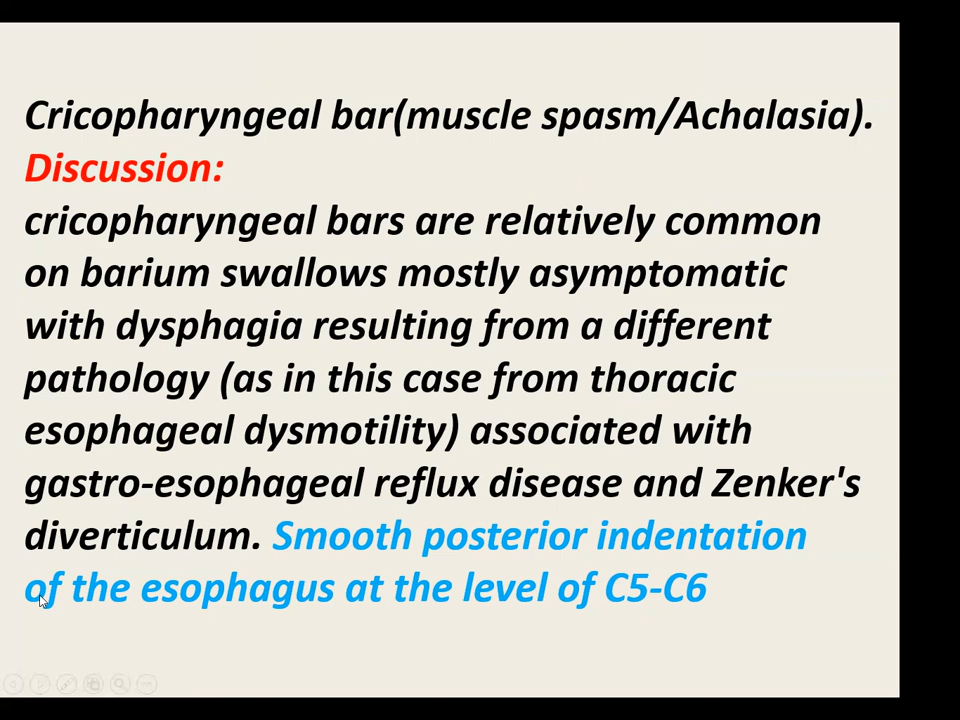 Cricopharyngeal bar(muscle spasm/Achalasia).
Discussion:
cricopharyngeal bars are relatively common
on barium swallows mostly asymptomatic
with dysphagia resulting from a different
pathology (as in this case from thoracic
esophageal dysmotility) associated with
gastro-esophageal reflux disease and Zenker's
diverticulum. Smooth posterior indentation
of the esophagus at the level of C5-C6